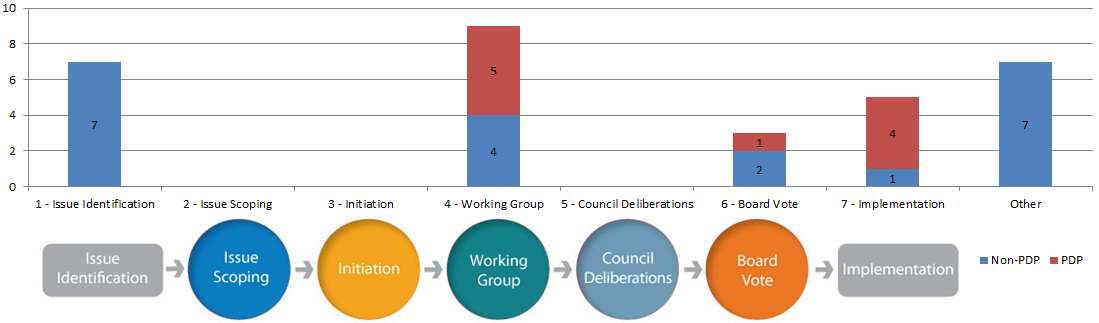 10
8
6
4
2
0
7
5
4
1
2
4
1
7
1 - Issue Identification
2 - Issue Scoping
3 - Initiation
4 - Working Group
5 - Council Deliberations
6 - Board Vote
7 - Implementation
Other
Issue
Identification
Issue
Scoping
Initiation
Working
Group
Council
Deliberations
Board
Vote
Implementation
Non-PDP
PDP